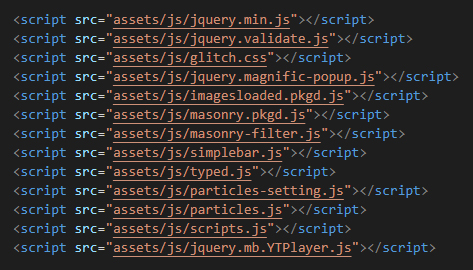 <script src="assets/js/jquery.min.js"></script>
<script src="assets/js/jquery.validate.js"></script>
<script src="assets/js/glitch.css"></script>
<script src="assets/js/jquery.magnific-popup.js"></script>
<script src="assets/js/imagesloaded.pkgd.js"></script>
<script src="assets/js/masonry.pkgd.js"></script>
<script src="assets/js/masonry-filter.js"></script>
<script src="assets/js/simplebar.js"></script>
<script src="assets/js/typed.js"></script>
<script src="assets/js/particles-setting.js"></script>
<script src="assets/js/particles.js"></script>
<script src="assets/js/scripts.js"></script>
<script src="assets/js/jquery.mb.YTPlayer.js"></script>